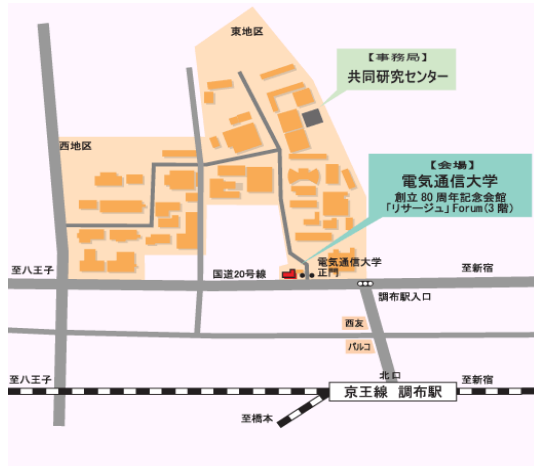 東地区
【事務局】
共同研究センター
西地区
【会場】
電気通信大学
創立80周年記念会館
「リサージュ」Forum(3階)
電気通信大学
正門
至八王子
国道20号線
至新宿
調布駅入口
西友
パルコ
北口
至八王子
京王線 調布駅
至新宿
至橋本